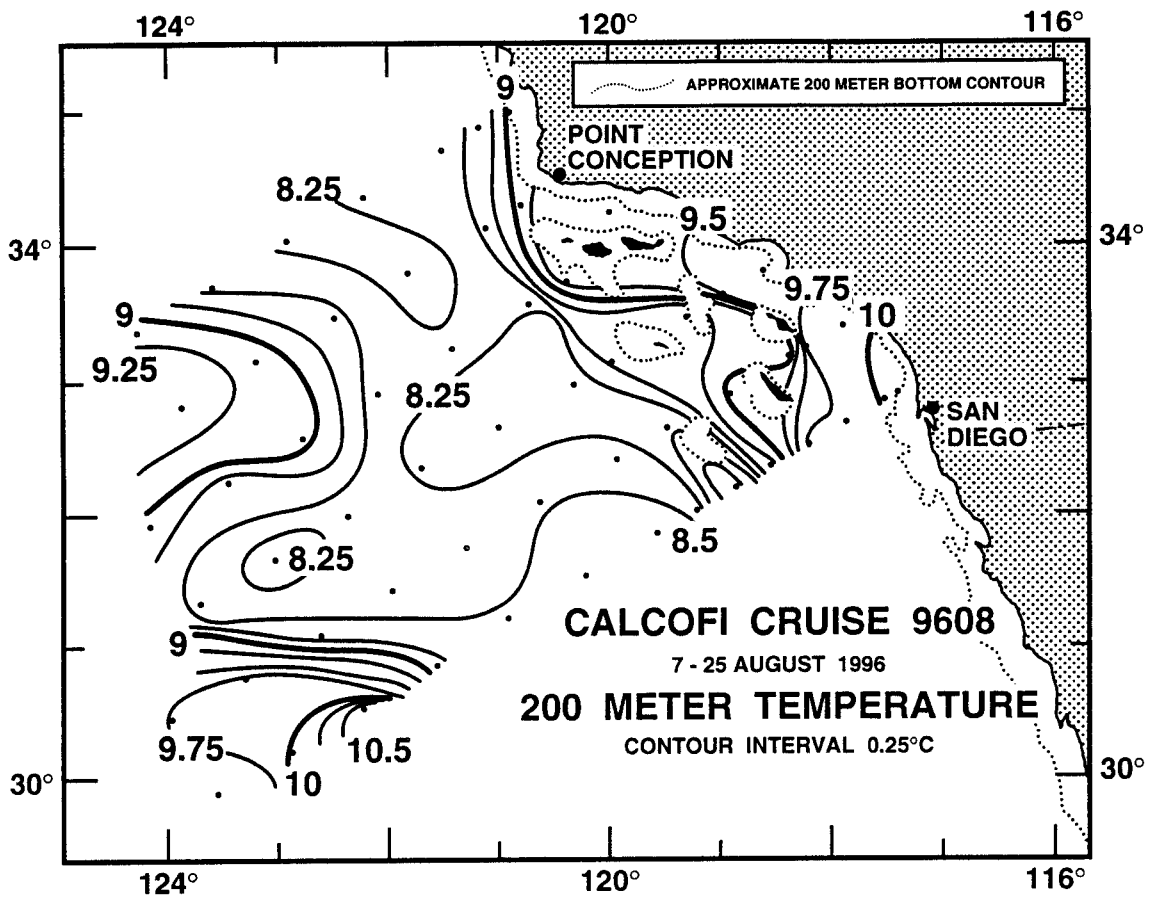 124°
120°
116°
9
APPROXIMATE 200 METER BOTTOM CONTOUR
POINT
CONCEPTION
8.25
9.5
34°
34°
9.75
10
9
9.25
8.25
SAN
DIEGO
8.5
8.25
CALCOFI CRUISE 9608
9
7 - 25 AUGUST 1996
200 METER TEMPERATURE
9.75
10.5
CONTOUR INTERVAL 0.25°C
10
30°
30°
124°
120°
116°